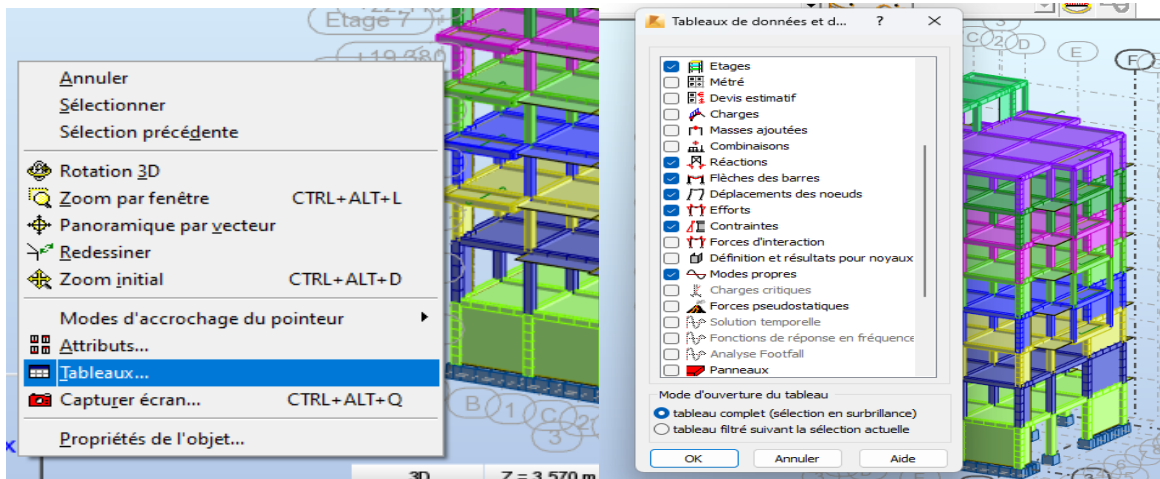 Etage 7
+19.380
Annuler
Sélectionner
Sélection précédente
Rotation 3D
Zoom par fenêtre CTRL+ALT+L
Panoramique par vecteur
Redessiner
Zoom initial CTRL+ALT+D
Modes d'accrochage du pointeur
Attributs...
Tableaux...
Capturer écran... CTRL+ALT+Q
Propriétés de l'objet...
B 1 C 2
3
x
3D Z = 3.570 m
Tableaux de données et d... ? ×
Etages
Métré
Devis estimatif
Charges
Masses ajoutées
Combinaisons
Réactions
Flèches des barres
Déplacements des noeuds
Efforts
Contraintes
Forces d'interaction
Définition et résultats pour noyaux
Modes propres
Charges critiques
Forces pseudostatiques
Solution temporelle
Fonctions de réponse en fréquence
Analyse Footfall
Panneaux
Mode d'ouverture du tableau
tableau complet (sélection en surbrillance)
tableau filtré suivant la sélection actuelle
OK Annuler Aide
3
C 2 D E F